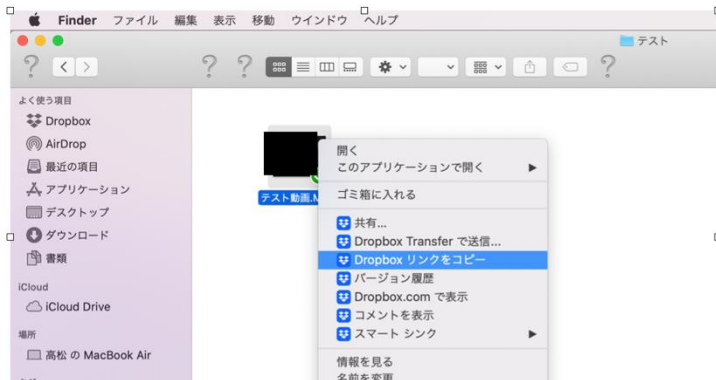 Finder ファイル 編集 表示 移動 ウインドウ ヘルプ
テスト
よく使う項目
Dropbox
AirDrop
最近の項目
アプリケーション
デスクトップ
ダウンロード
書類
iCloud
iCloud Drive
場所
高松 の MacBook Air
テスト動画.M
開く
このアプリケーションで開く
ゴミ箱に入れる
共有...
Dropbox Transfer で送信...
Dropbox リンクをコピー
バージョン履歴
Dropbox.com で表示
コメントを表示
スマート シンク
情報を見る
名前を変更